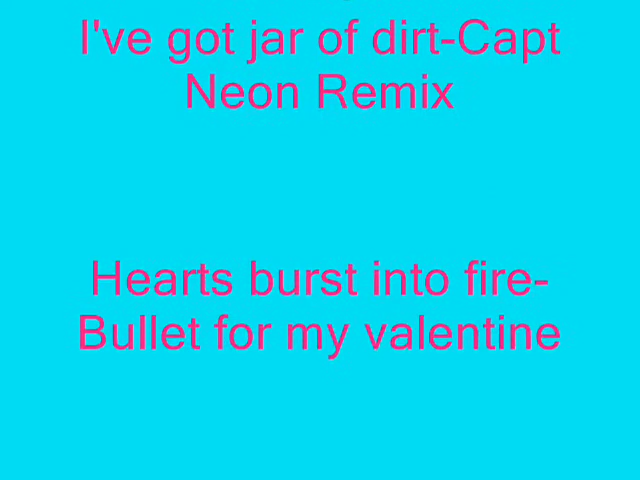 I've got jar of dirt-Capt
Neon Remix
Hearts burst into fire-
Bullet for my valentine